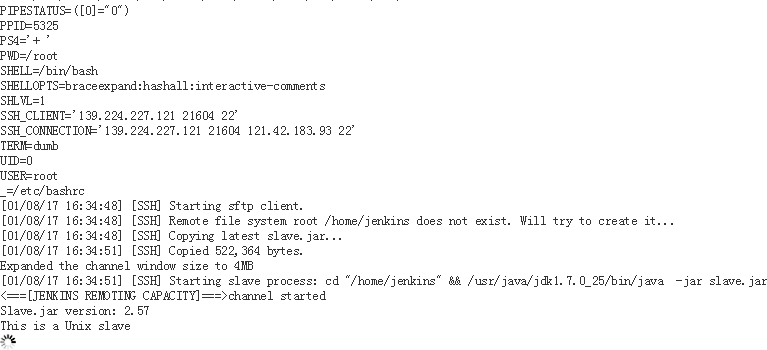 PIPESTATUS=([0]="0")
PPID=5325
PS4='+ '
PWD=/root
SHELL=/bin/bash
SHELLOPTS=braceexpand:hashall:interactive-comments
SHLVL=1
SSH_CLIENT='139.224.227.121 21604 22'
SSH_CONNECTION='139.224.227.121 21604 121.42.183.93 22'
TERM=dumb
UID=0
USER=root
_=/etc/bashrc
[01/08/17 16:34:48] [SSH] Starting sftp client.
[01/08/17 16:34:48] [SSH] Remote file system root /home/jenkins does not exist. Will try to create it...
[01/08/17 16:34:48] [SSH] Copying latest slave.jar...
[01/08/17 16:34:51] [SSH] Copied 522,364 bytes.
Expanded the channel window size to 4MB
[01/08/17 16:34:51] [SSH] Starting slave process: cd "/home/jenkins" && /usr/java/jdk1.7.0_25/bin/java  -jar slave.jar
<===[JENKINS REMOTING CAPACITY]===>channel started
Slave.jar version: 2.57
This is a Unix slave